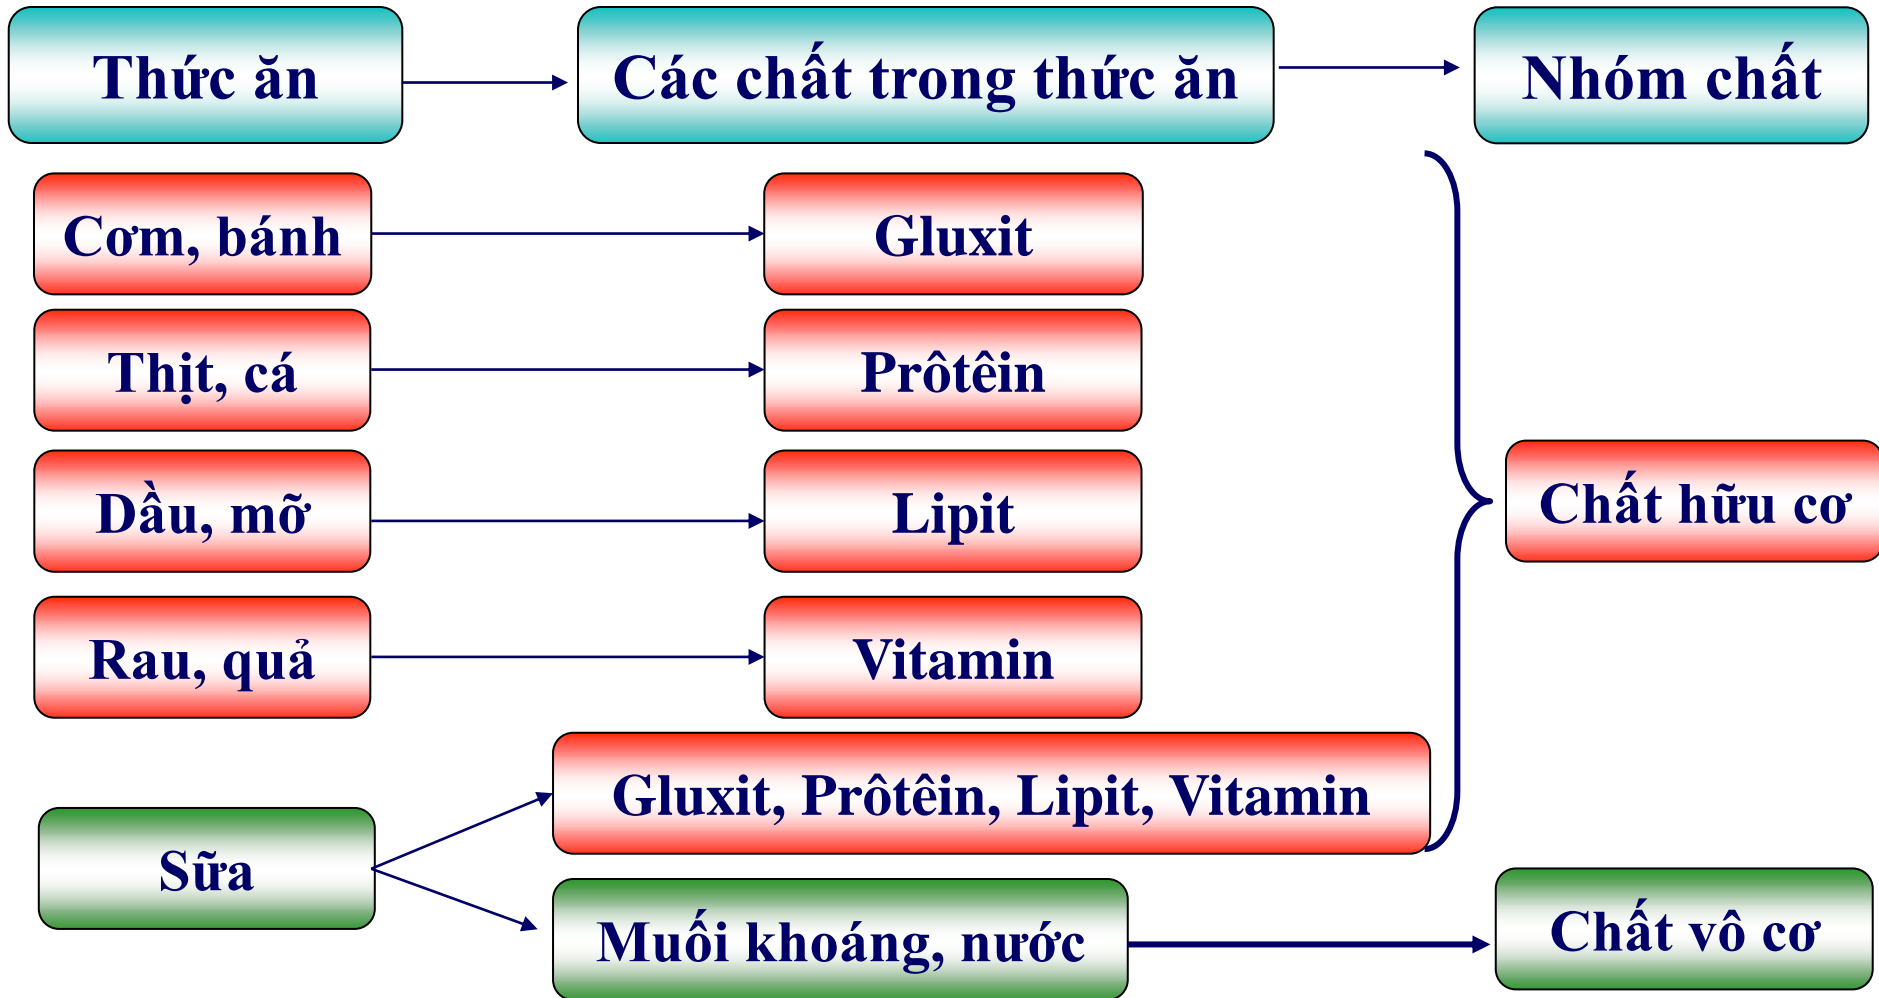 Thức ăn
Các chất trong thức ăn
Nhóm chất
Cơm, bánh
Gluxit
Thịt, cá
Prôtêin
Dầu, mỡ
Lipit
Chất hữu cơ
Rau, quả
Vitamin
Gluxit, Prôtêin, Lipit, Vitamin
Sữa
Muối khoáng, nước
Chất vô cơ